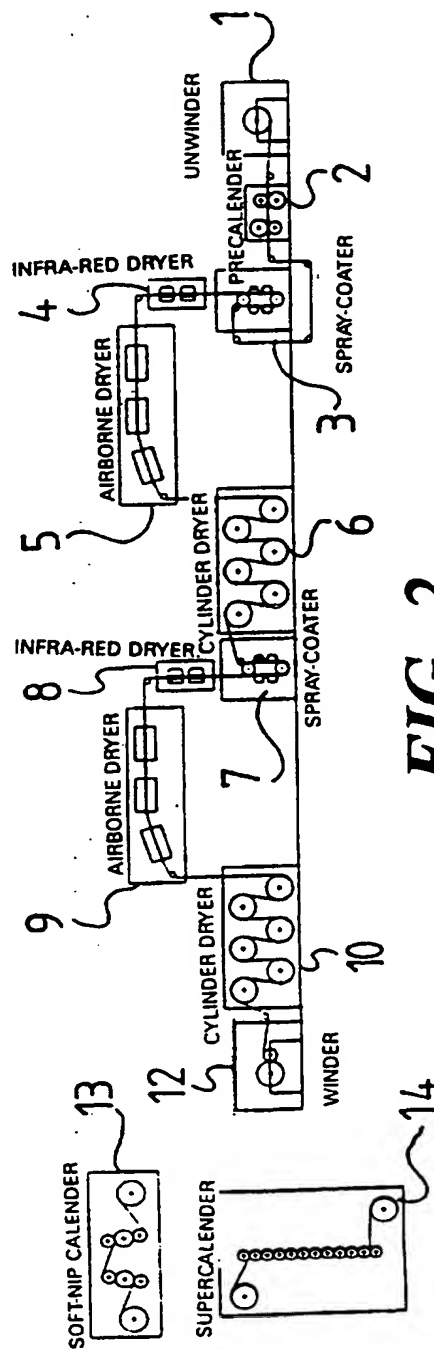 1
UNWINDER
2
PRECALENDER
SPRAY-COATER
3
INFRA-RED DRYER
4
AIRBORNE DRYER
5
CYLINDER DRYER
6
SPRAY-COATER
7
INFRA-RED DRYER
8
AIRBORNE DRYER
9
CYLINDER DRYER
10
WINDER
12
SOFT-NIP CALENDER
13
SUPERCALENDER
14
FIG. 2